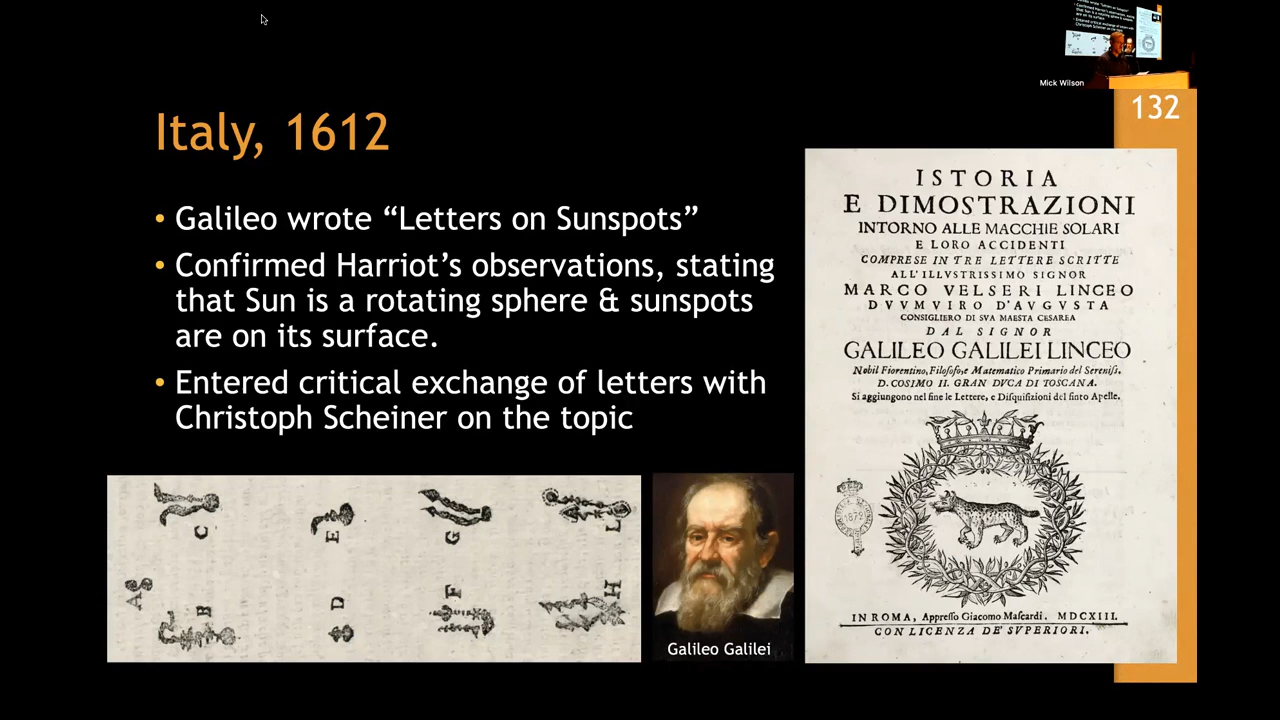 Mick Wilson
132
Italy, 1612
• Galileo wrote “Letters on Sunspots”
• Confirmed Harriot’s observations, stating
that Sun is a rotating sphere & sunspots
are on its surface.
• Entered critical exchange of letters with
Christoph Scheiner on the topic
ISTORIA
E DIMOSTRAZIONI
INTORNO ALLE MACCHIE SOLARI
E LORO ACCIDENTI
COMPRESE IN TRE LETTERE SCRITTE
ALL'ILLVSTRISSIMO SIGNOR
MARCO VELSERI LINCEO
DVVMVIRO D'AVGVSTA
CONSIGLIERO DI SVA MAESTA CESAREA
DAL SIGNOR
GALILEO GALILEI LINCEO
Nobil Fiorentino, Filosofo, e Matematico Primario del Sereniss.
D. COSIMO II. GRAN DVCA DI TOSCANA.
Si aggiungono nel fine le Lettere, e Disquisizioni del finto Apelle.
1872
IN ROMA, Appresso Giacomo Mascardi. MDCXIII.
CON LICENZA DE' SVPERIORI.
C
E
G
L
A
B
D
F
H
Galileo Galilei